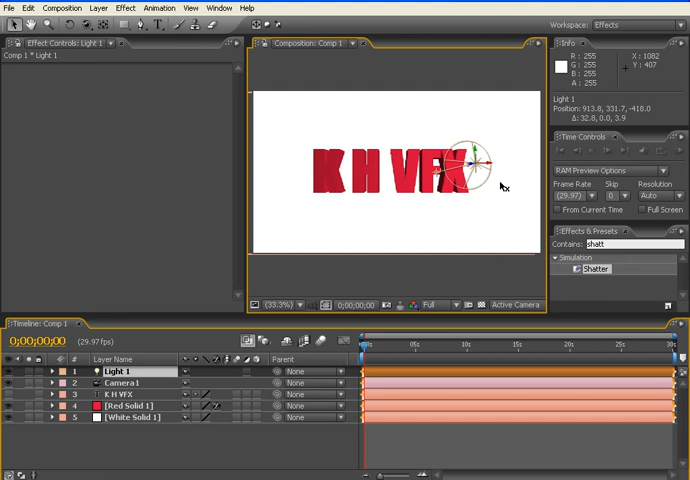 File Edit Composition Layer Effect Animation View Window Help
Workspace: Effects
Effect Controls: Light 1
Comp 1 * Light 1
Composition: Comp 1
K H VFX
(33.3%) 0;00;00;00 Full Active Camera
Info
R : 255
G : 255
B : 255
A : 255
X : 1082
Y : 407
Light 1
Position: 913.8, 331.7, -418.0
Δ: 32.8, 0.0, 3.9
Time Controls
RAM Preview Options
Frame Rate Skip Resolution
(29.97) 0 Auto
From Current Time Full Screen
Effects & Presets
Contains: shatt
Simulation
Shatter
Timeline: Comp 1
0;00;00;00 (29.97 fps)
# Layer Name Parent
05s 10s 15s 20s 25s 30s
1 Light 1 None
2 Camera 1 None
3 K H VFX None
4 [Red Solid 1] None
5 [White Solid 1] None